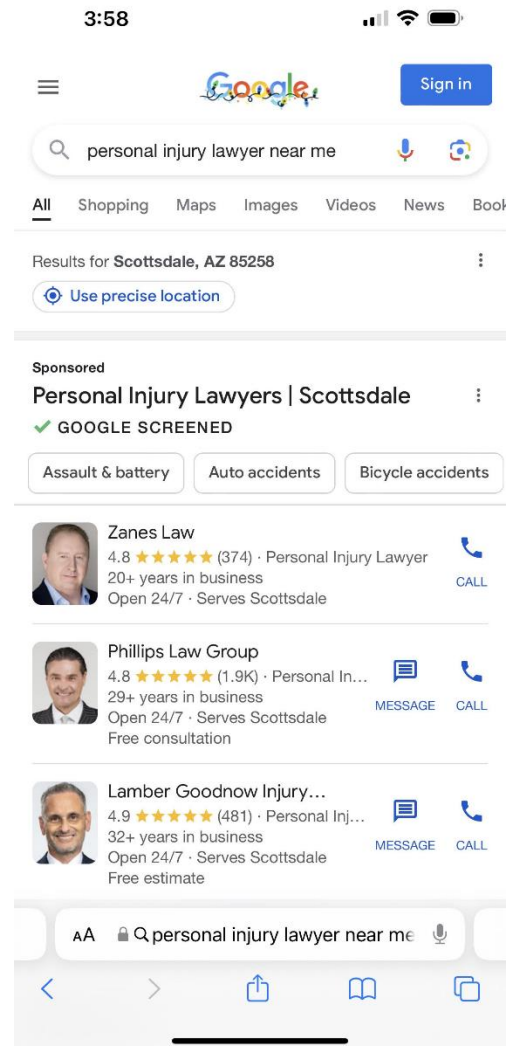 3:58
Google
Sign in
personal injury lawyer near me
All Shopping Maps Images Videos News Book
Results for Scottsdale, AZ 85258
Use precise location
Sponsored
Personal Injury Lawyers | Scottsdale
GOOGLE SCREENED
Assault & battery Auto accidents Bicycle accidents
Zanes Law
4.8 ★★★★★ (374) · Personal Injury Lawyer
20+ years in business
Open 24/7 · Serves Scottsdale
CALL
Phillips Law Group
4.8 ★★★★★ (1.9K) · Personal In...
29+ years in business
Open 24/7 · Serves Scottsdale
Free consultation
MESSAGE CALL
Lamber Goodnow Injury...
4.9 ★★★★★ (481) · Personal Inj...
32+ years in business
Open 24/7 · Serves Scottsdale
Free estimate
MESSAGE CALL
AA personal injury lawyer near me